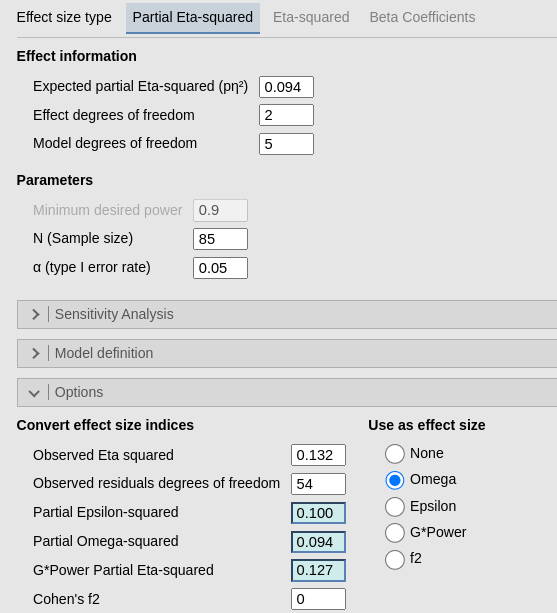 Effect size type Partial Eta-squared Eta-squared Beta Coefficients
Effect information
Expected partial Eta-squared (pη²) 0.094
Effect degrees of freedom 2
Model degrees of freedom 5
Parameters
Minimum desired power 0.9
N (Sample size) 85
α (type I error rate) 0.05
Sensitivity Analysis
Model definition
Options
Convert effect size indices
Observed Eta squared 0.132
Observed residuals degrees of freedom 54
Partial Epsilon-squared 0.100
Partial Omega-squared 0.094
G*Power Partial Eta-squared 0.127
Cohen's f2 0
Use as effect size
None
Omega
Epsilon
G*Power
f2